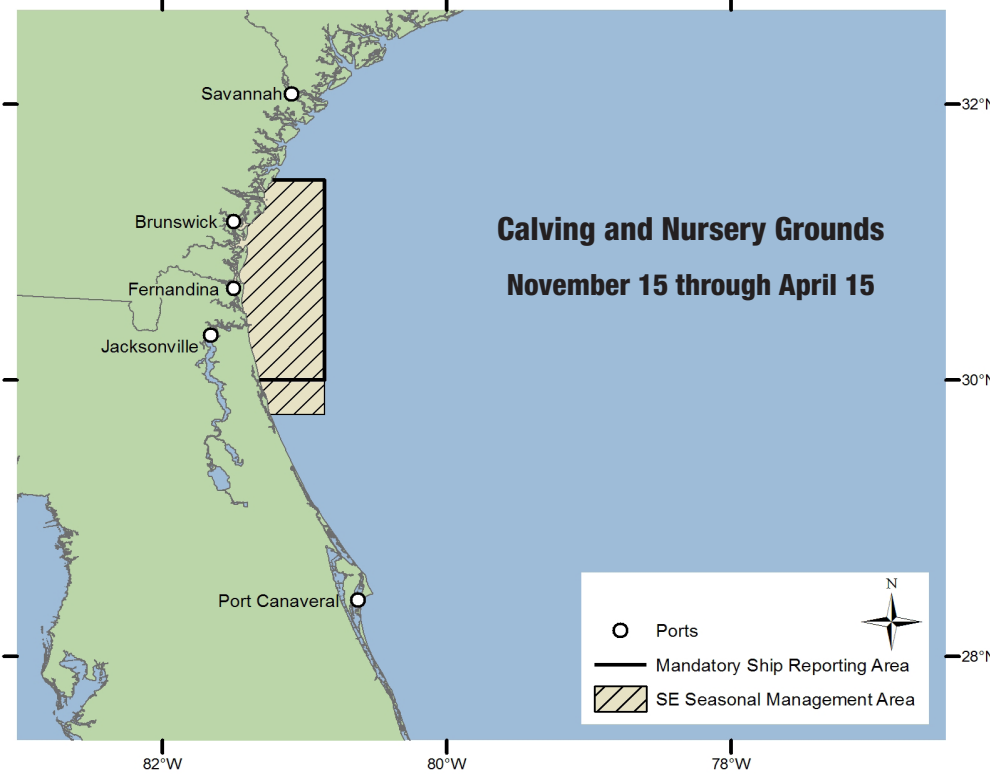 Savannah
32°N
Brunswick
Calving and Nursery Grounds
November 15 through April 15
Fernandina
Jacksonville
30°N
Port Canaveral
N
Ports
Mandatory Ship Reporting Area
SE Seasonal Management Area
28°N
82°W
80°W
78°W